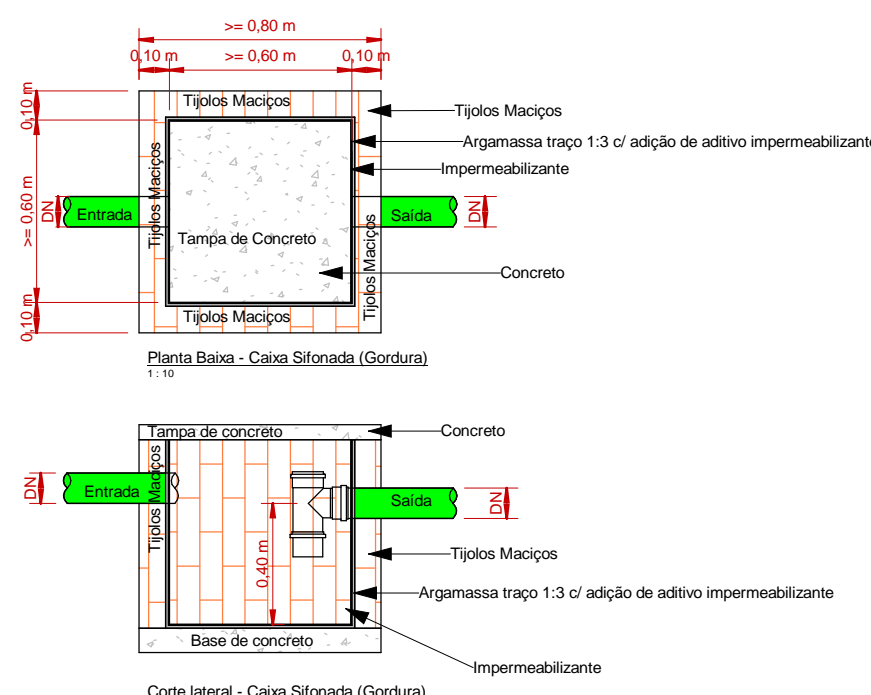 >= 0,80 m
0,10 m
>= 0,60 m
0,10 m
0,10 m
Tijolos Maciços
Tijolos Maciços
Argamassa traço 1:3 c/ adição de aditivo impermeabilizante
Impermeabilizante
Tijolos Maciços
>= 0,60 m
DN
Entrada
Saída
DN
Tampa de Concreto
Tijolos Maciços
Concreto
0,10 m
Tijolos Maciços
Planta Baixa - Caixa Sifonada (Gordura)
1 : 10
Tampa de concreto
Concreto
Tijolos Maciços
DN
Entrada
Saída
DN
0,40 m
Tijolos Maciços
Argamassa traço 1:3 c/ adição de aditivo impermeabilizante
Base de concreto
Impermeabilizante
Corte lateral - Caixa Sifonada (Gordura)